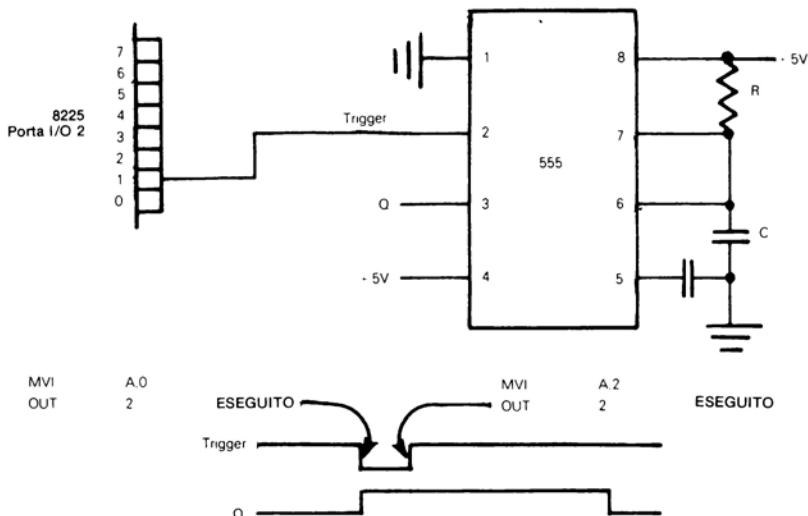 7
6
5
4
3
2
1
0
8225
Porta I/O 2
Trigger
Q
- 5V
1
2
3
4
555
8
7
6
5
- 5V
R
C
MVI A.0
OUT 2 ESEGUITO
MVI A.2
OUT 2 ESEGUITO
Trigger
Q